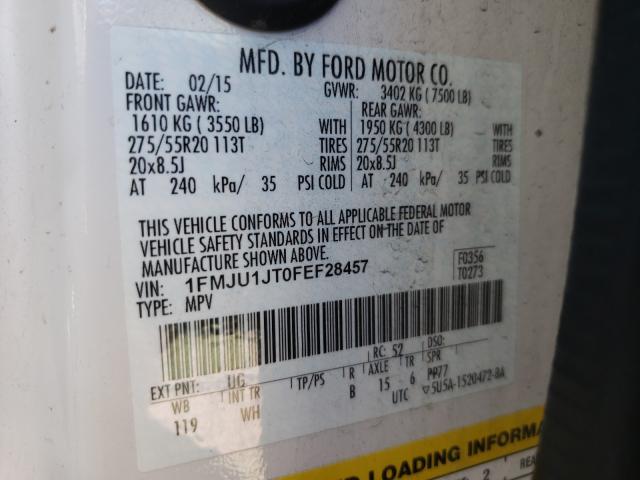 MFD. BY FORD MOTOR CO.
DATE: 02/15 GVWR: 3402 KG ( 7500 LB)
FRONT GAWR: REAR GAWR:
1610 KG ( 3550 LB) WITH 1950 KG ( 4300 LB) WITH
275/55R20 113T TIRES 275/55R20 113T TIRES
20x8.5J RIMS 20x8.5J RIMS
AT 240 kPa/ 35 PSI COLD AT 240 kPa/ 35 PSI COLD
THIS VEHICLE CONFORMS TO ALL APPLICABLE FEDERAL MOTOR
VEHICLE SAFETY STANDARDS IN EFFECT ON THE DATE OF
MANUFACTURE SHOWN ABOVE.
F0356
VIN: 1FMJU1JT0FEF28457
T0273
TYPE: MPV
EXT PNT: UG RC: 52 DSO:
WB INT TR TP/PS R AXLE TR SPR
119 WH B 15 6 PP77
UTC ▽5U5A-1520472-BA
LOADING INFORMA
2 REA